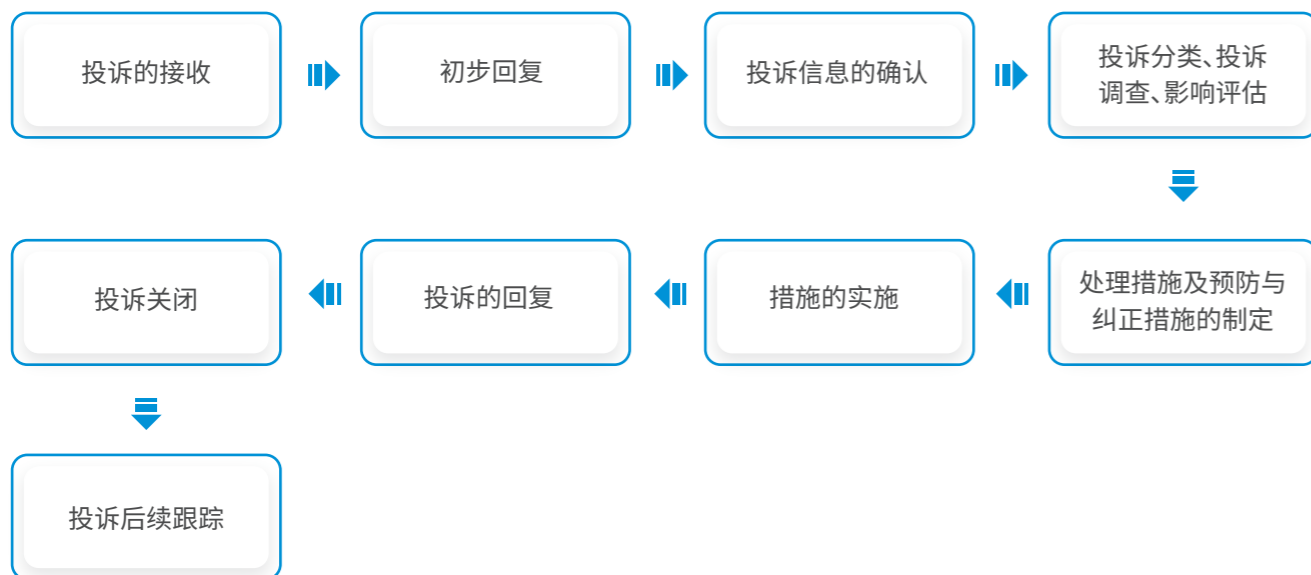 投诉的接收
初步回复
投诉信息的确认
投诉分类、投诉
调查、影响评估
处理措施及预防与
纠正措施的制定
措施的实施
投诉的回复
投诉关闭
投诉后续跟踪